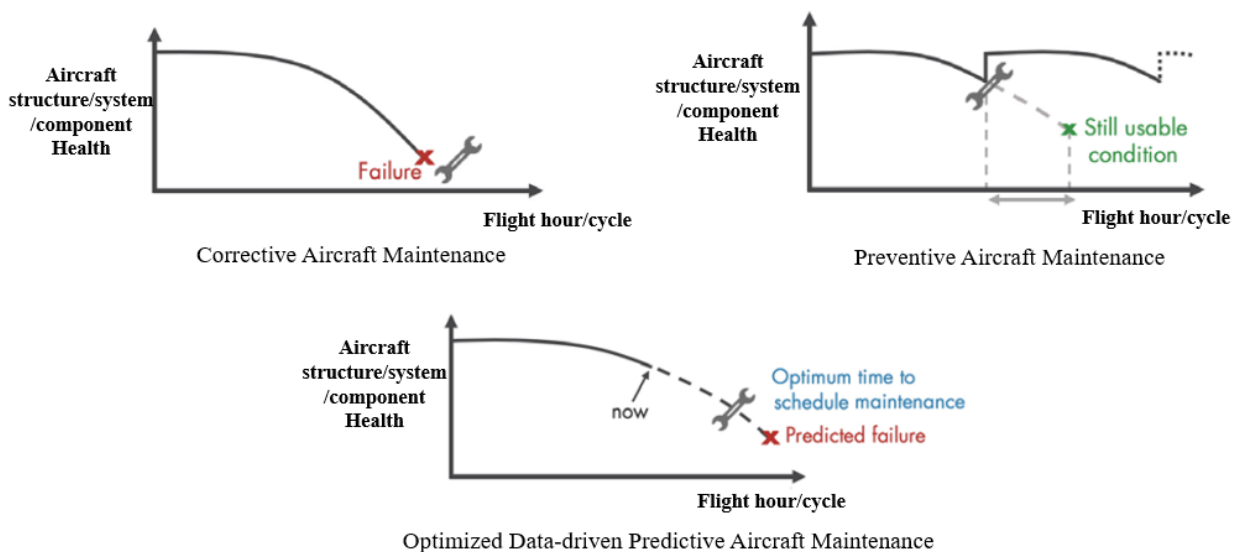 Aircraft
structure/system
/component
Health
Failure
Flight hour/cycle
Corrective Aircraft Maintenance
Aircraft
structure/system
/component
Health
Still usable
condition
Flight hour/cycle
Preventive Aircraft Maintenance
Aircraft
structure/system
/component
Health
now
Optimum time to
schedule maintenance
Predicted failure
Flight hour/cycle
Optimized Data-driven Predictive Aircraft Maintenance